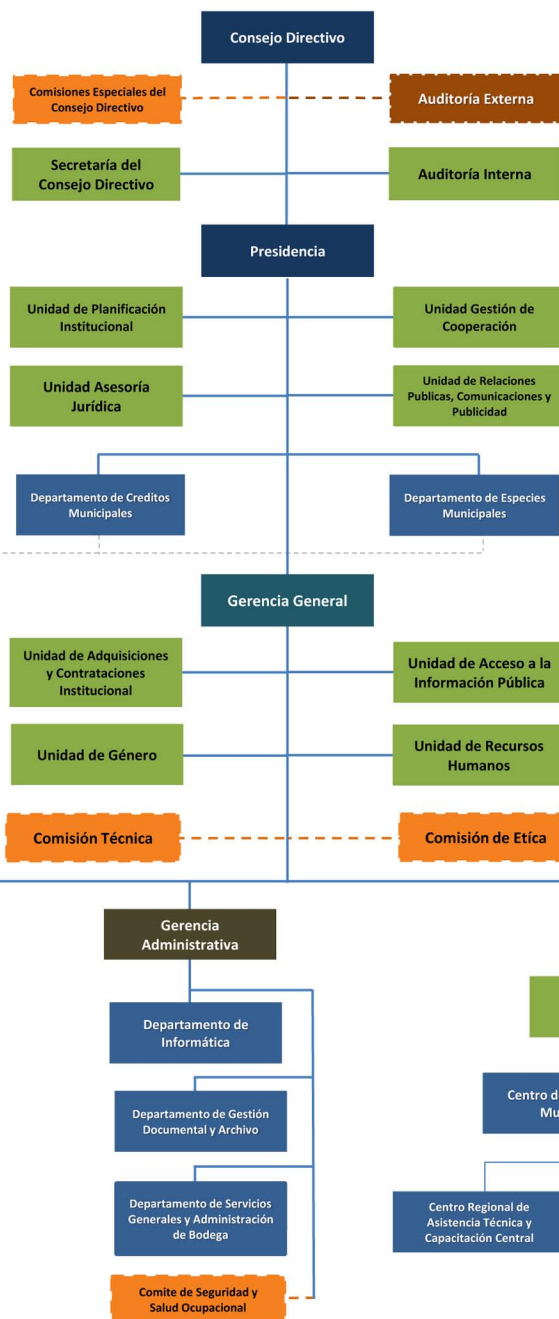 Consejo Directivo
Comisiones Especiales del
Consejo Directivo
Auditoría Externa
Secretaría del
Consejo Directivo
Auditoría Interna
Presidencia
Unidad de Planificación
Institucional
Unidad Gestión de
Cooperación
Unidad Asesoría
Jurídica
Unidad de Relaciones
Publicas, Comunicaciones y
Publicidad
Departamento de Creditos
Municipales
Departamento de Especies
Municipales
Gerencia General
Unidad de Adquisiciones
y Contrataciones
Institucional
Unidad de Acceso a la
Información Pública
Unidad de Género
Unidad de Recursos
Humanos
Comisión Técnica
Comisión de Etíca
Gerencia
Administrativa
Departamento de
Informática
Centro de
Mu
Departamento de Gestión
Documental y Archivo
Departamento de Servicios
Generales y Administración
de Bodega
Centro Regional de
Asistencia Técnica y
Capacitación Central
Comite de Seguridad y
Salud Ocupacional